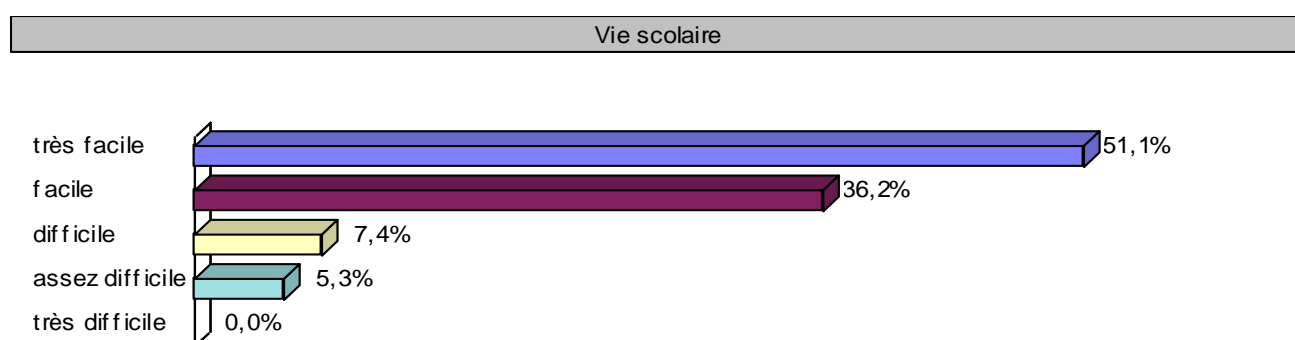 Vie scolaire
très facile 51,1%
facile 36,2%
difficile 7,4%
assez difficile 5,3%
très difficile 0,0%